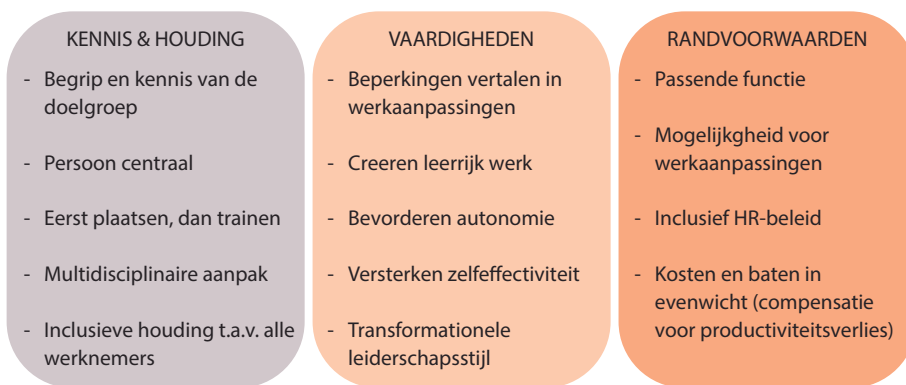 KENNIS & HOUDING
- Begrip en kennis van de
doelgroep
- Persoon centraal
- Eerst plaatsen, dan trainen
- Multidisciplinaire aanpak
- Inclusieve houding t.a.v. alle
werknemers
VAARDIGHEDEN
- Beperkingen vertalen in
werkaanpassingen
- Creeren leerrijk werk
- Bevorderen autonomie
- Versterken zelfeffectiviteit
- Transformationele
leiderschapsstijl
RANDVOORWAARDEN
- Passende functie
- Mogelijkgheid voor
werkaanpassingen
- Inclusief HR-beleid
- Kosten en baten in
evenwicht (compensatie
voor productiviteitsverlies)